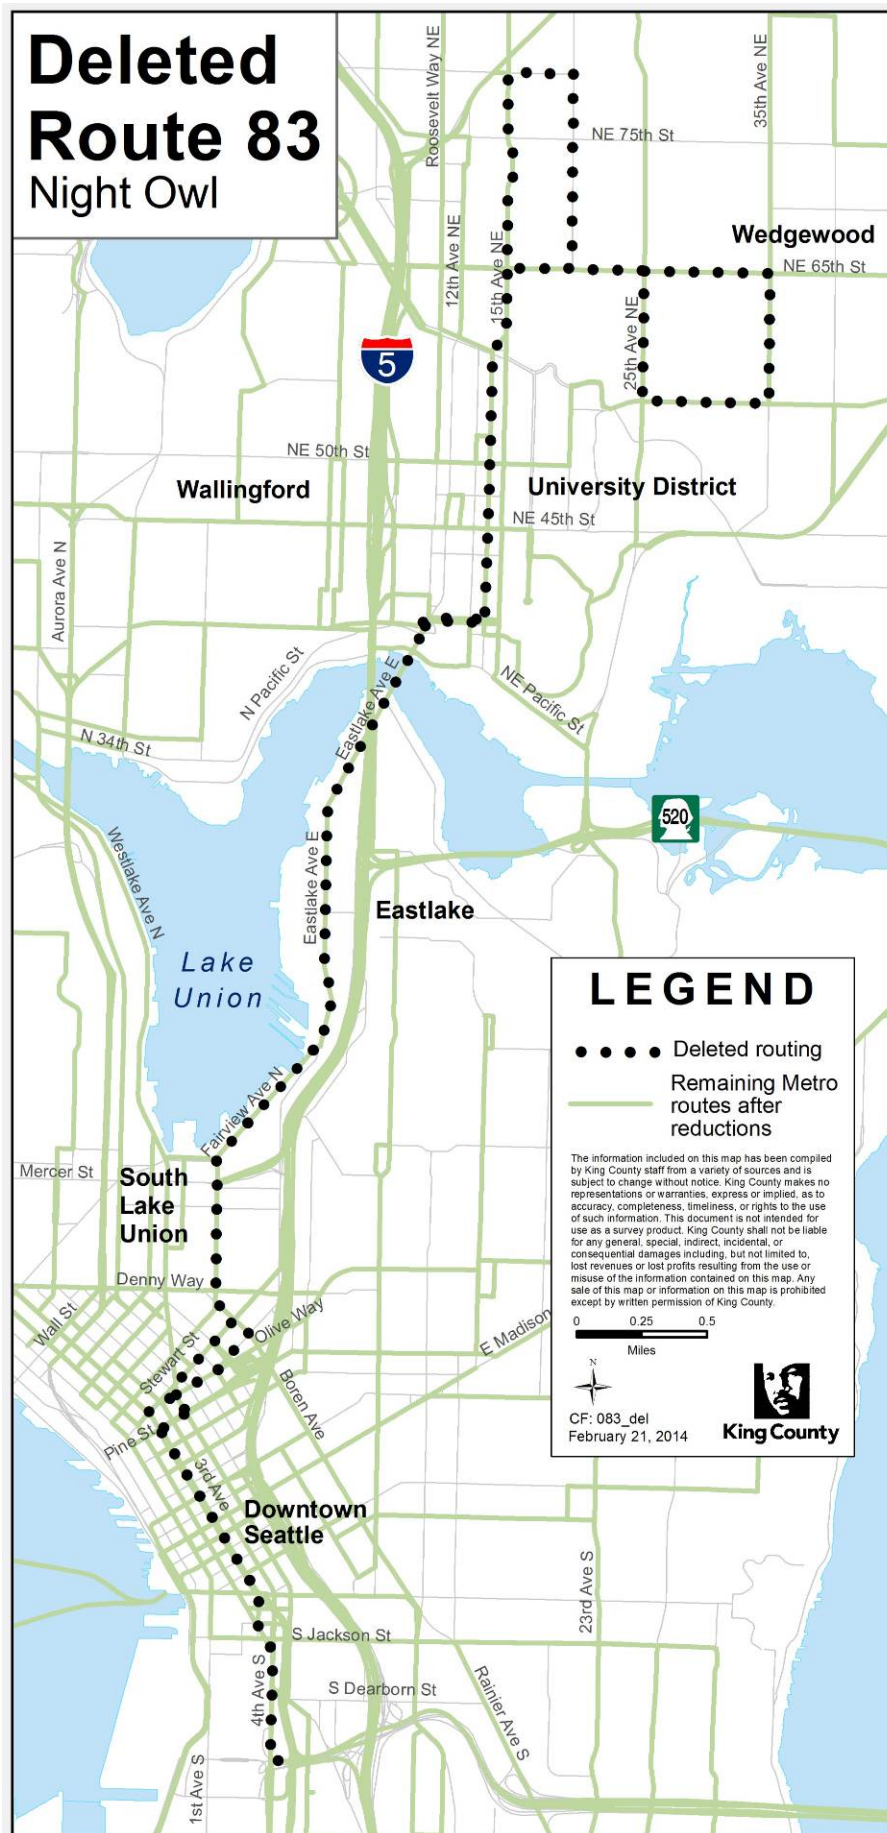 Deleted
Route 83
Night Owl
Roosevelt Way NE
35th Ave NE
NE 75th St
Wedgewood
12th Ave NE
15th Ave NE
NE 65th St
5
25th Ave NE
NE 50th St
Wallingford
University District
NE 45th St
Aurora Ave N
N Pacific St
Eastlake Ave E
NE Pacific St
N 34th St
520
Westlake Ave N
Eastlake Ave E
Eastlake
Lake
Union
LEGEND
Deleted routing
Remaining Metro
routes after
reductions
The information included on this map has been compiled
by King County staff from a variety of sources and is
subject to change without notice. King County makes no
representations or warranties, express or implied, as to
accuracy, completeness, timeliness, or rights to the use
of such information. This document is not intended for
use as a survey product. King County shall not be liable
for any general, special, indirect, incidental, or
consequential damages including, but not limited to,
lost revenues or lost profits resulting from the use or
misuse of the information contained on this map. Any
sale of this map or information on this map is prohibited
except by written permission of King County.
0 0.25 0.5
Miles
N
CF: 083_del
February 21, 2014
King County
Fairview Ave N
Mercer St
South
Lake
Union
Denny Way
Wall St
Olive Way
Stewart St
E Madison
Boren Ave
Pine St
3rd Ave
Downtown
Seattle
23rd Ave S
S Jackson St
4th Ave S
S Dearborn St
Rainier Ave S
1st Ave S